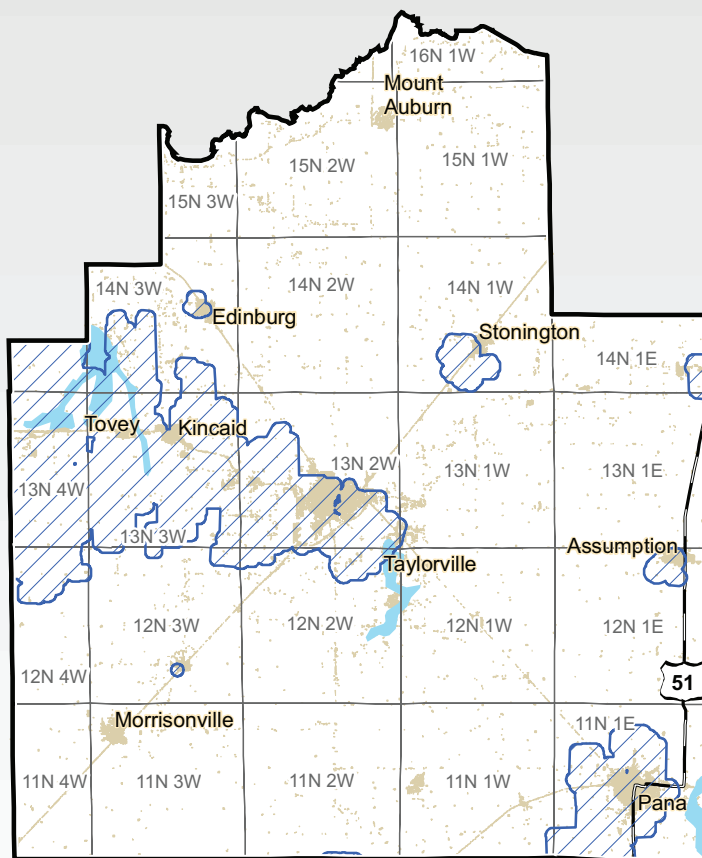 16N 1W
Mount
Auburn
15N 2W
15N 1W
15N 3W
14N 3W
14N 2W
14N 1W
Edinburg
Stonington
14N 1E
Tovey
Kincaid
13N 2W
13N 1W
13N 1E
13N 4W
13N 3W
Assumption
Taylorville
12N 3W
12N 2W
12N 1W
12N 1E
12N 4W
51
Morrisonville
11N 1E
11N 4W
11N 3W
11N 2W
11N 1W
Pana